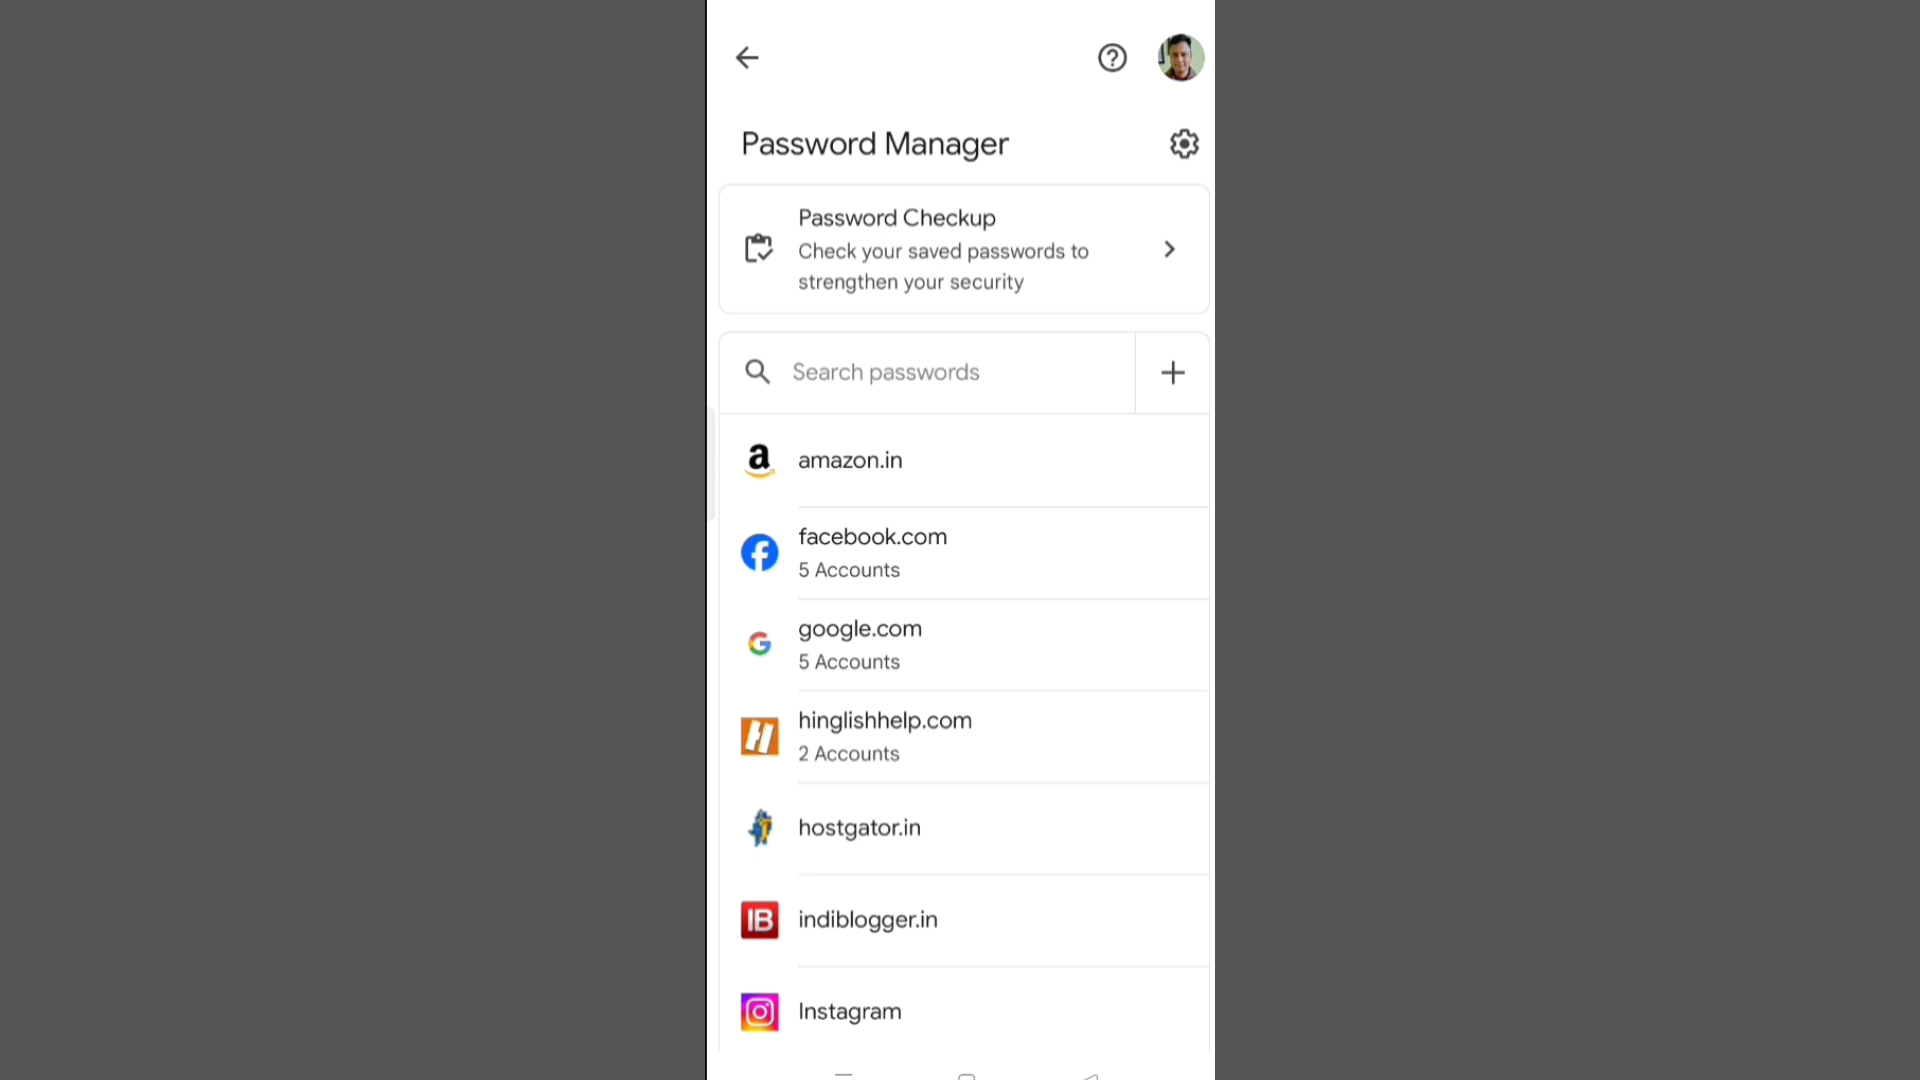 Password Manager
Password Checkup
Check your saved passwords to
strengthen your security
Search passwords
amazon.in
facebook.com
5 Accounts
google.com
5 Accounts
hinglishhelp.com
2 Accounts
hostgator.in
IB
indiblogger.in
Instagram